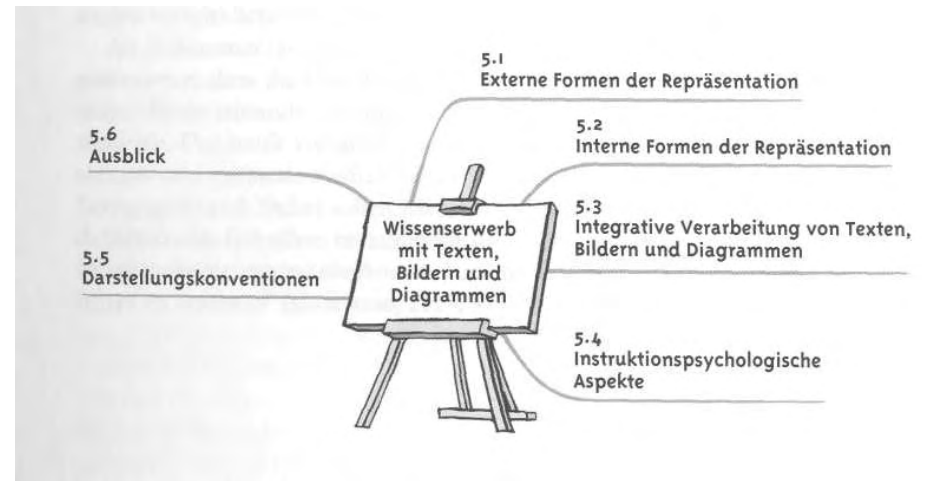 5.1
Externe Formen der Repräsentation
5.2
Interne Formen der Repräsentation
5.3
Integrative Verarbeitung von Texten,
Bildern und Diagrammen
5.4
Instruktionspsychologische
Aspekte
5.5
Darstellungskonventionen
5.6
Ausblick
Wissenserwerb
mit Texten,
Bildern und
Diagrammen